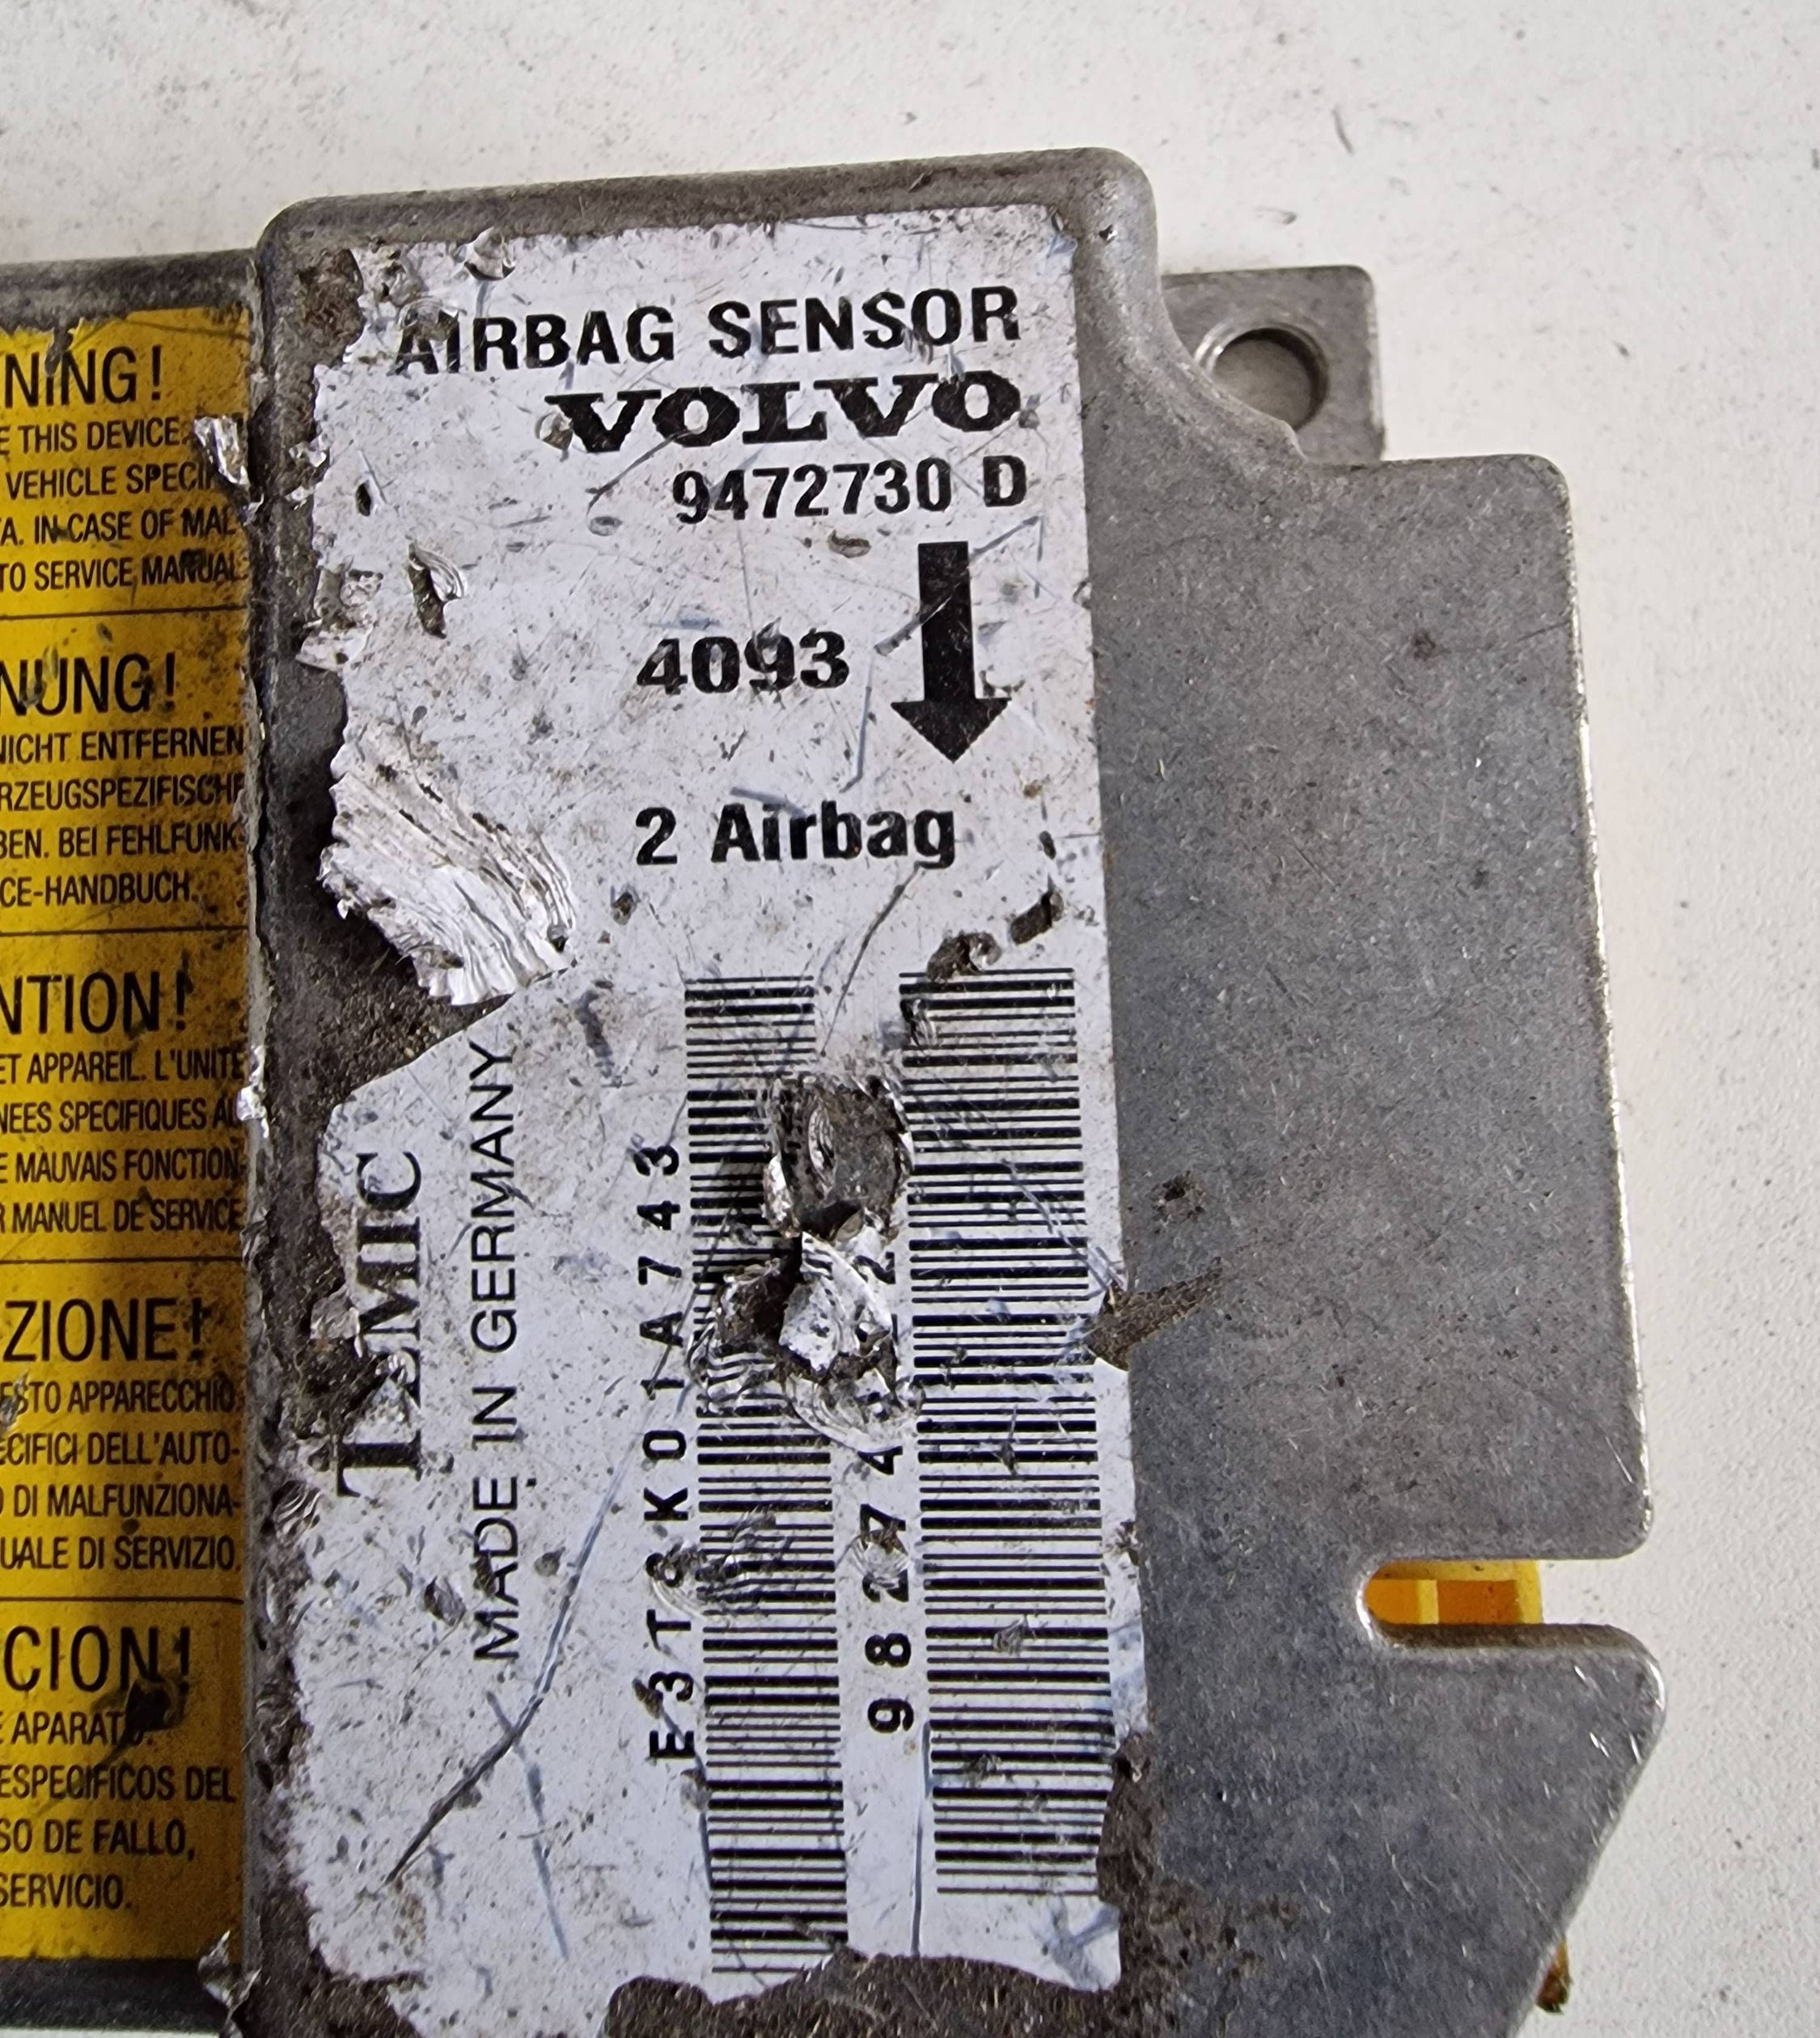 NING!
E THIS DEVICE.
VEHICLE SPECIF
A. IN CASE OF MAL-
TO SERVICE MANUAL
NUNG!
NICHT ENTFERNEN
RZEUGSPEZIFISCHE
BEN. BEI FEHLFUNK-
CE-HANDBUCH.
NTION!
ET APPAREIL. L'UNITE
NEES SPECIFIQUES AU
E MAUVAIS FONCTION-
R MANUEL DE SERVICE
ZIONE!
ESTO APPARECCHIO
ECIFICI DELL'AUTO-
O DI MALFUNZIONA-
UALE DI SERVIZIO.
CION!
E APARATO.
ESPECIFICOS DEL
SO DE FALLO,
SERVICIO.
AIRBAG SENSOR
VOLVO
9472730 D
4093
2 Airbag
TEMIC
MADE IN GERMANY